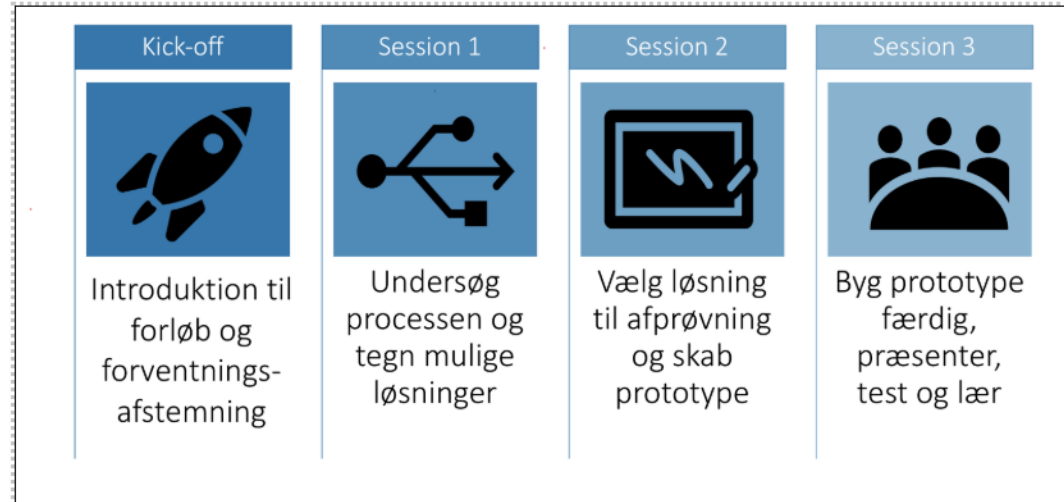 Kick-off
Introduktion til
forløb og
forventnings-
afstemning
Session 1
Undersøg
processen og
tegn mulige
løsninger
Session 2
Vælg løsning
til afprøvning
og skab
prototype
Session 3
Byg prototype
færdig,
præsenter,
test og lær